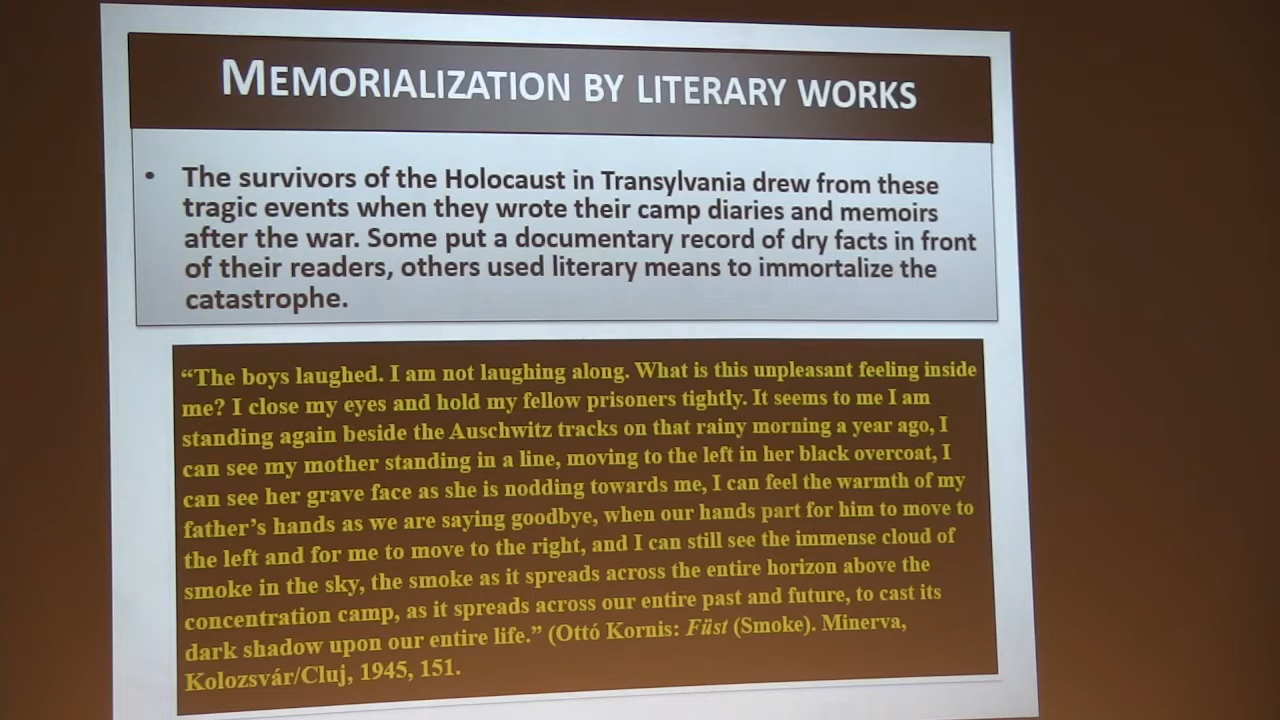 MEMORIALIZATION BY LITERARY WORKS
• The survivors of the Holocaust in Transylvania drew from these
tragic events when they wrote their camp diaries and memoirs
after the war. Some put a documentary record of dry facts in front
of their readers, others used literary means to immortalize the
catastrophe.
“The boys laughed. I am not laughing along. What is this unpleasant feeling inside
me? I close my eyes and hold my fellow prisoners tightly. It seems to me I am
standing again beside the Auschwitz tracks on that rainy morning a year ago, I
can see my mother standing in a line, moving to the left in her black overcoat, I
can see her grave face as she is nodding towards me, I can feel the warmth of my
father’s hands as we are saying goodbye, when our hands part for him to move to
the left and for me to move to the right, and I can still see the immense cloud of
smoke in the sky, the smoke as it spreads across the entire horizon above the
concentration camp, as it spreads across our entire past and future, to cast its
dark shadow upon our entire life.” (Ottó Kornis: Füst (Smoke). Minerva,
Kolozsvár/Cluj, 1945, 151.